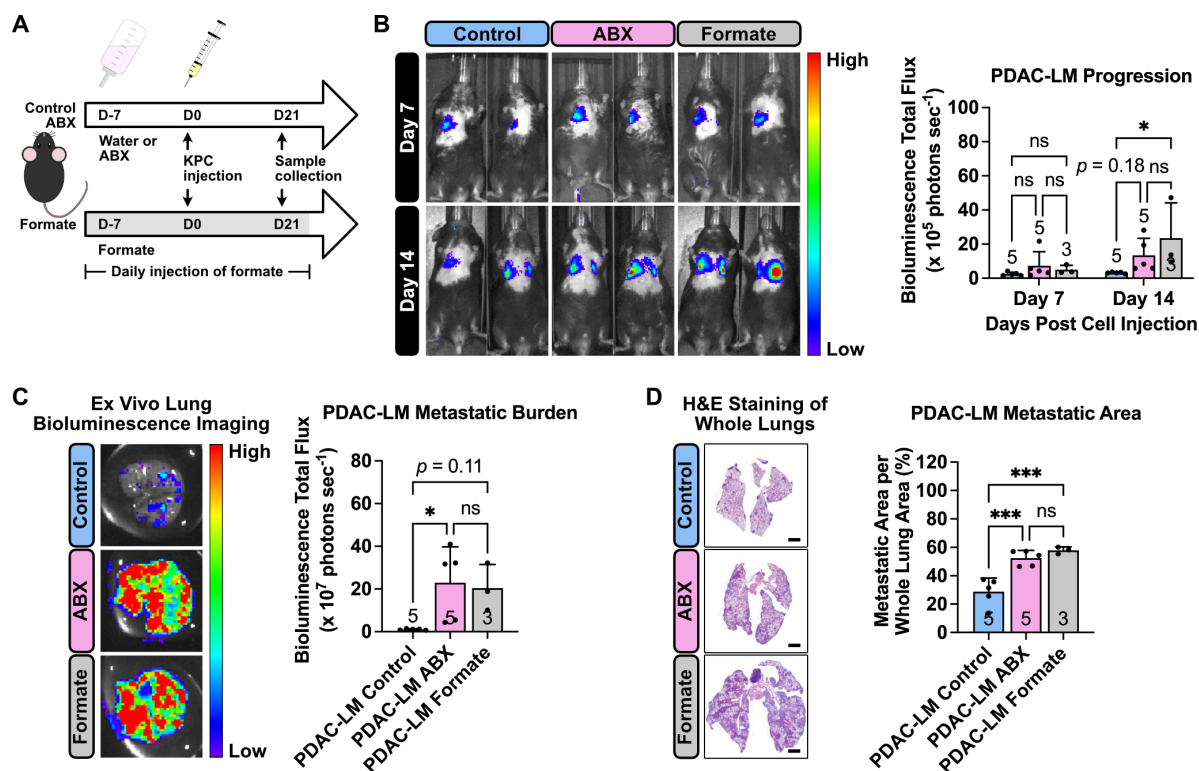 A
Control
ABX
D-7
D0
D21
Water or
ABX
KPC
injection
Sample
collection
Formate
D-7
D0
D21
Formate
Daily injection of formate
B
Control
ABX
Formate
Day 7
Day 14
High
Low
PDAC-LM Progression
Bioluminescence Total Flux
(x 10⁵ photons sec⁻¹)
100
80
60
40
20
0
ns
ns
ns
5
5
3
*
p = 0.18
ns
5
5
3
Day 7
Day 14
Days Post Cell Injection
C
Ex Vivo Lung
Bioluminescence Imaging
Control
ABX
Formate
High
Low
PDAC-LM Metastatic Burden
Bioluminescence Total Flux
(x 10⁷ photons sec⁻¹)
80
60
40
20
0
p = 0.11
*
ns
5
5
3
PDAC-LM Control
PDAC-LM ABX
PDAC-LM Formate
D
H&E Staining of
Whole Lungs
Control
ABX
Formate
PDAC-LM Metastatic Area
Metastatic Area per
Whole Lung Area (%)
120
100
80
60
40
20
0
***
***
ns
5
5
3
PDAC-LM Control
PDAC-LM ABX
PDAC-LM Formate